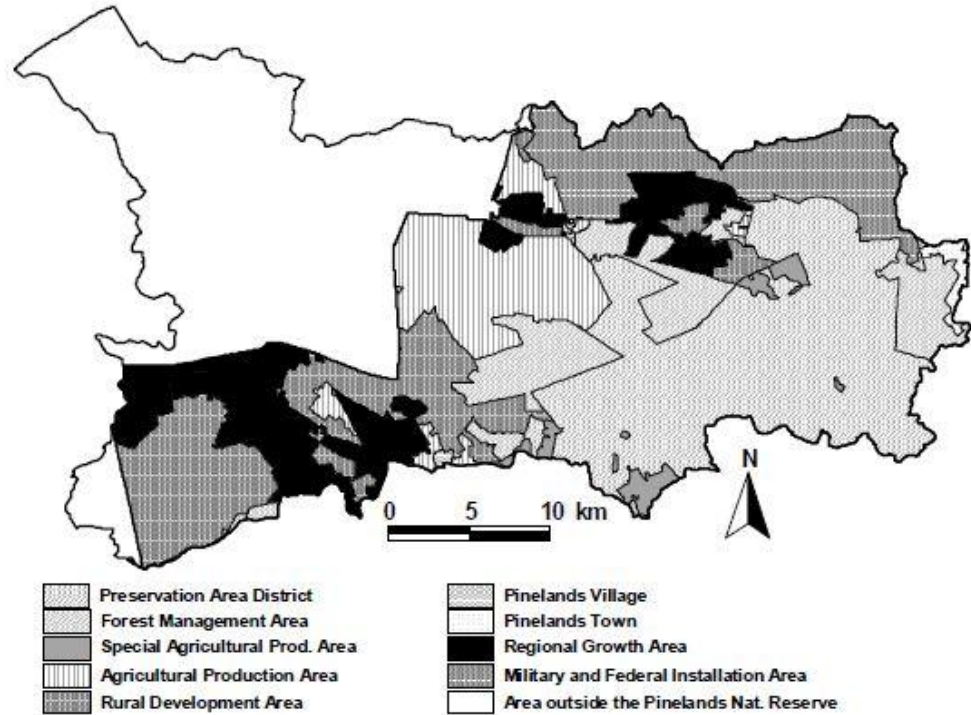 N
0 5 10 km
Preservation Area District
Forest Management Area
Special Agricultural Prod. Area
Agricultural Production Area
Rural Development Area
Pinelands Village
Pinelands Town
Regional Growth Area
Military and Federal Installation Area
Area outside the Pinelands Nat. Reserve